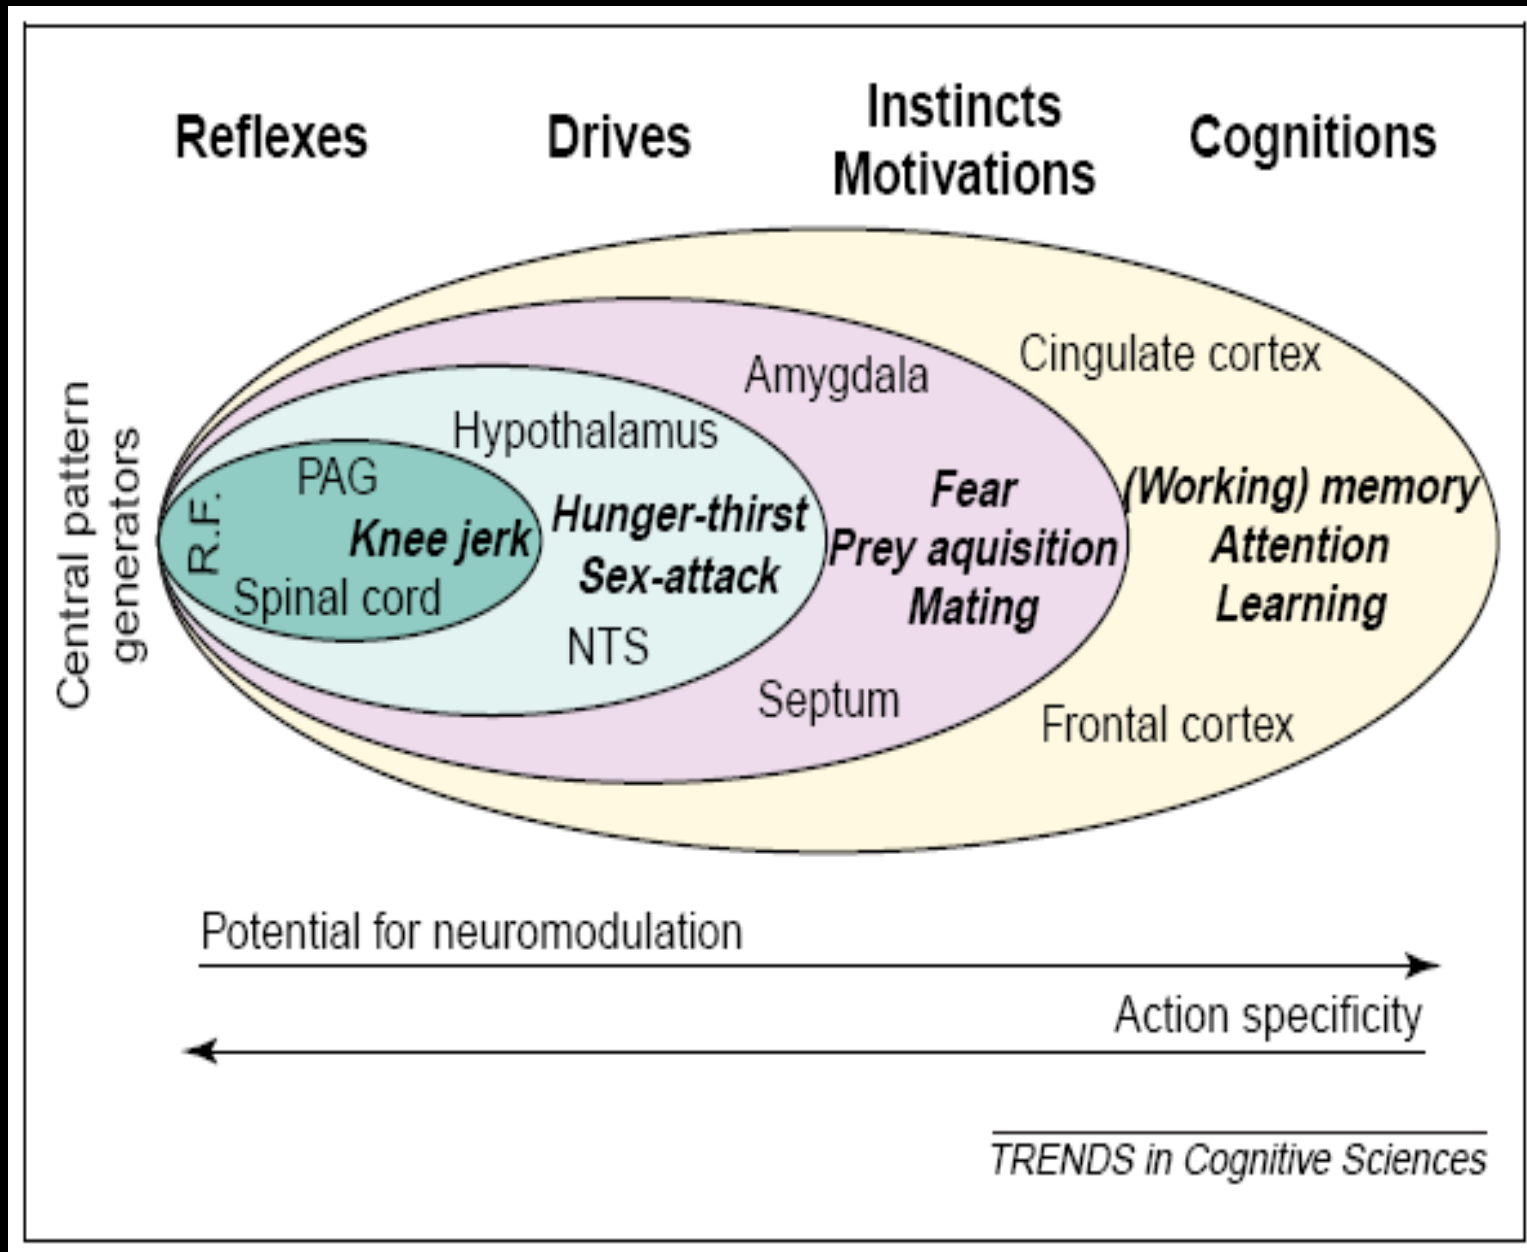 Reflexes
Drives
Instincts
Motivations
Cognitions
Central pattern
generators
R.F.
PAG
Knee jerk
Spinal cord
Hypothalamus
Hunger-thirst
Sex-attack
NTS
Amygdala
Fear
Prey aquisition
Mating
Septum
Cingulate cortex
(Working) memory
Attention
Learning
Frontal cortex
Potential for neuromodulation
Action specificity
TRENDS in Cognitive Sciences